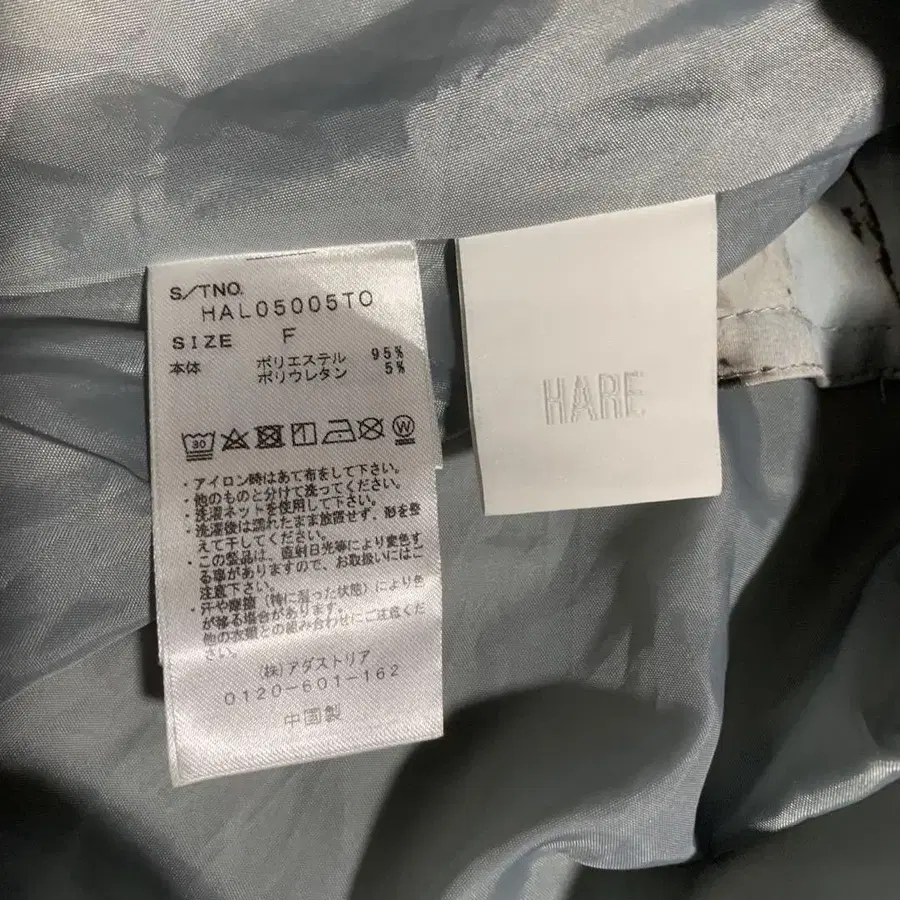 S/TNO.
HAL05005TO
SIZE F
本体 ポリエステル 95%
ポリウレタン 5%
30
W
・アイロン時はあて布をして下さい。
・他のものと分けて洗ってください。
・洗濯ネットを使用して下さい。
・洗濯後は濡れたまま放置せず、形を整
えて干してください。
・この製品は、直射日光等により変色す
る事がありますので、お取扱いにはご
注意下さい。
・汗や摩擦（特に湿った状態）により色
が移る場合があります。
他の衣類との組み合わせにご注意くだ
さい。
(株)アダストリア
0120-601-162
中国製
HARE